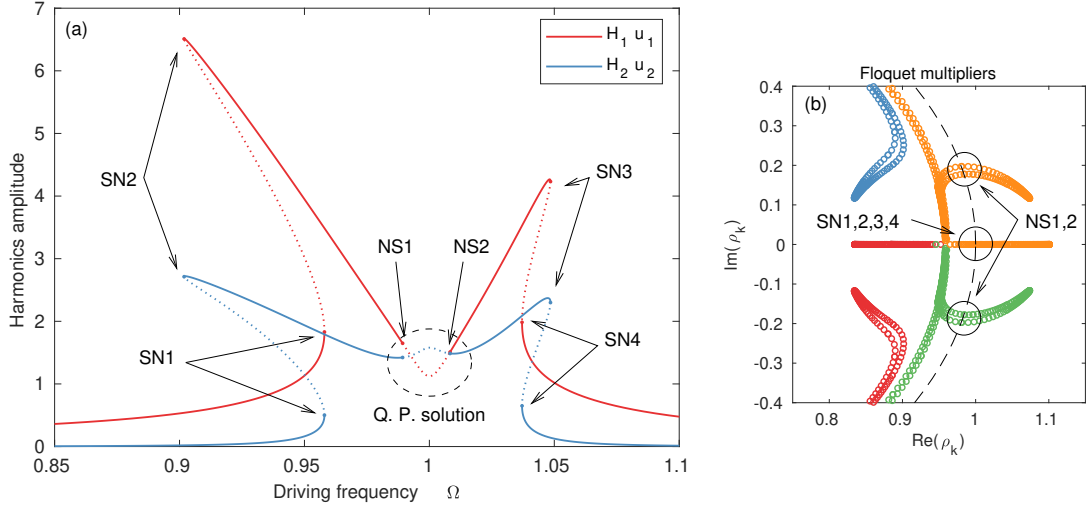 (a)
H1 u1
H2 u2
7
6
5
4
3
2
1
0
Harmonics amplitude
SN2
SN3
NS1
NS2
SN1
SN4
Q. P. solution
0.85
0.9
0.95
1
1.05
1.1
Driving frequency Ω
Floquet multipliers
(b)
0.4
0.3
0.2
0.1
0
-0.1
-0.2
-0.3
-0.4
Im(ρk)
SN1,2,3,4
NS1,2
0.8
0.9
1
1.1
Re(ρk)